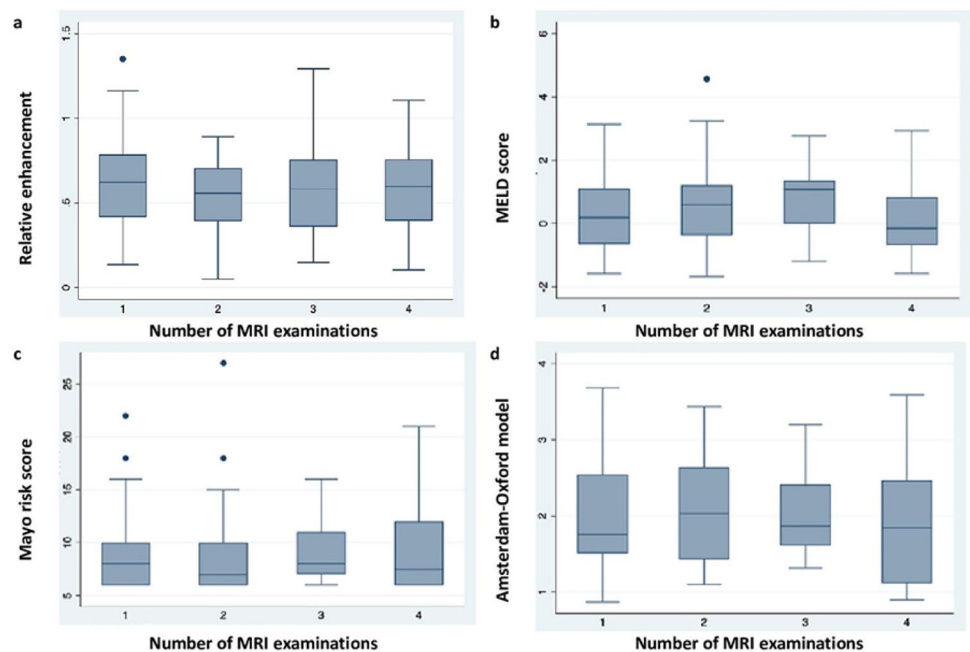 a
Relative enhancement
1.5
1
.5
0
1 2 3 4
Number of MRI examinations
b
MELD score
6
4
2
0
-2
1 2 3 4
Number of MRI examinations
c
Mayo risk score
25
20
15
10
5
1 2 3 4
Number of MRI examinations
d
Amsterdam-Oxford model
4
3
2
1
1 2 3 4
Number of MRI examinations